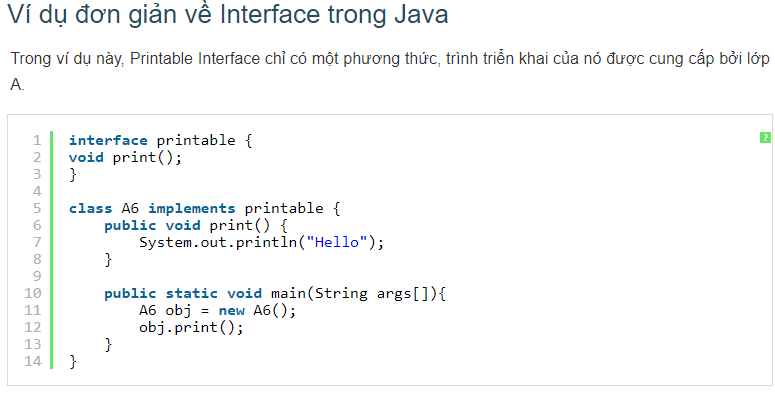 Ví dụ đơn giản về Interface trong Java
Trong ví dụ này, Printable Interface chỉ có một phương thức, trình triển khai của nó được cung cấp bởi lớp
A.
?
1 interface printable {
2 void print();
3 }
4
5 class A6 implements printable {
6     public void print() {
7         System.out.println("Hello");
8     }
9
10     public static void main(String args[]){
11         A6 obj = new A6();
12         obj.print();
13     }
14 }